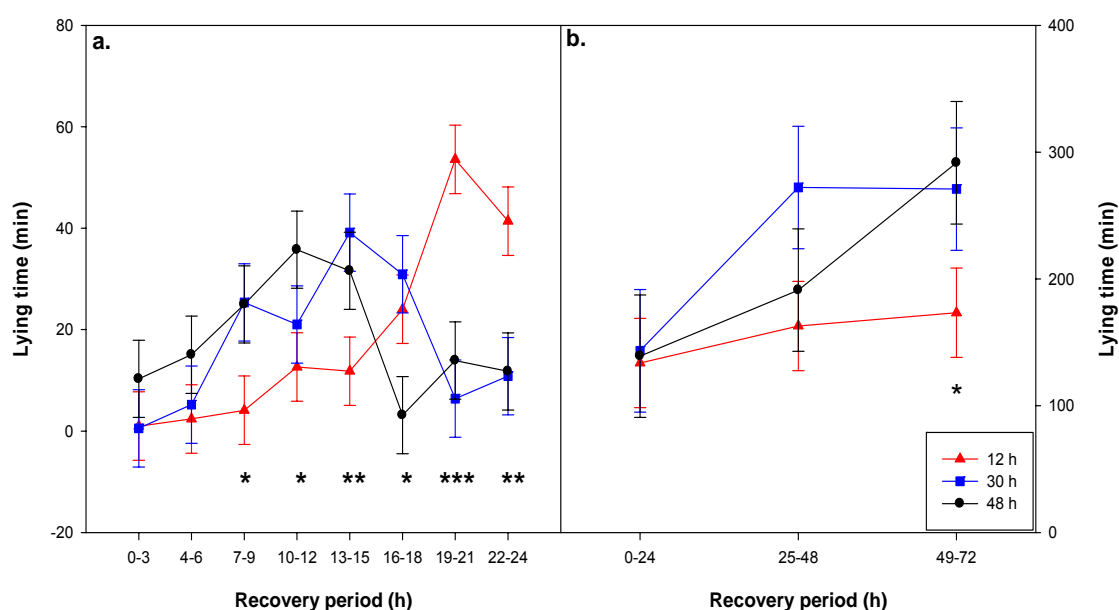 a.
b.
80
60
40
20
0
-20
Lying time (min)
400
300
200
100
0
Lying time (min)
* * ** * *** **
*
12 h
30 h
48 h
0-3 4-6 7-9 10-12 13-15 16-18 19-21 22-24
0-24 25-48 49-72
Recovery period (h)
Recovery period (h)